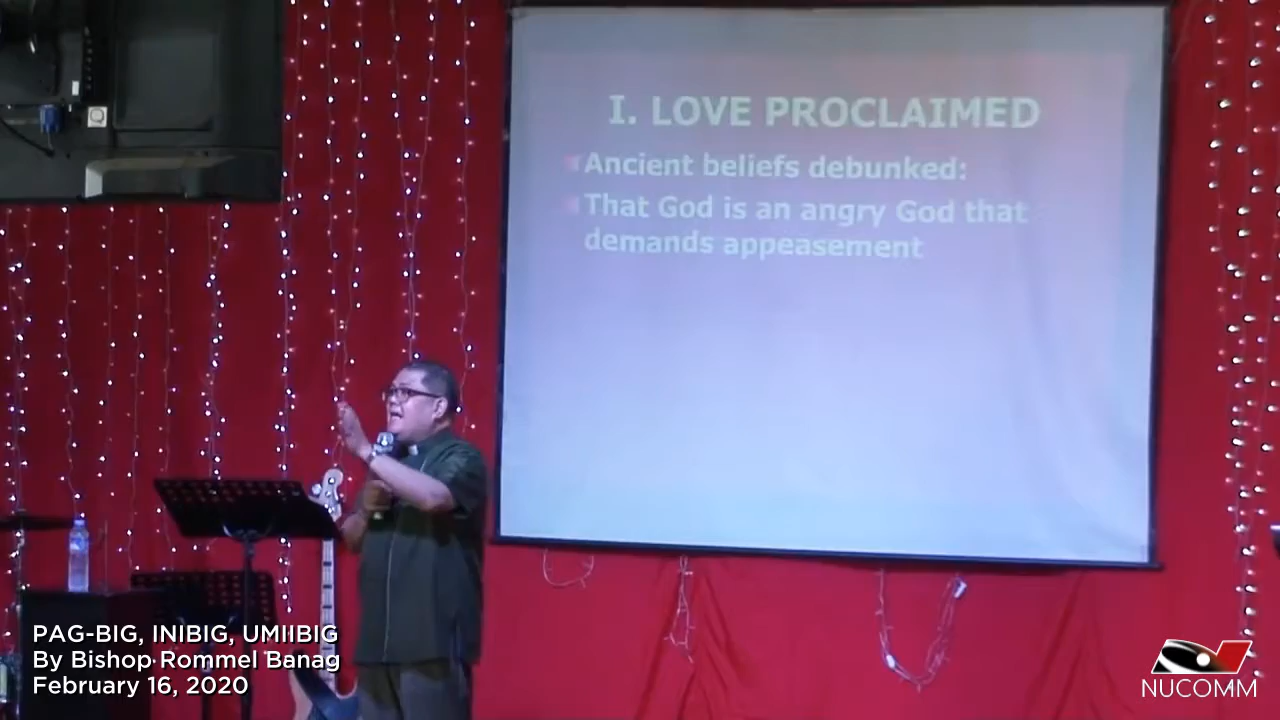 I. LOVE PROCLAIMED
Ancient beliefs debunked:
That God is an angry God that
demands appeasement
PAG-BIG, INIBIG, UMIIBIG
By Bishop Rommel Banag
February 16, 2020
NUCOMM